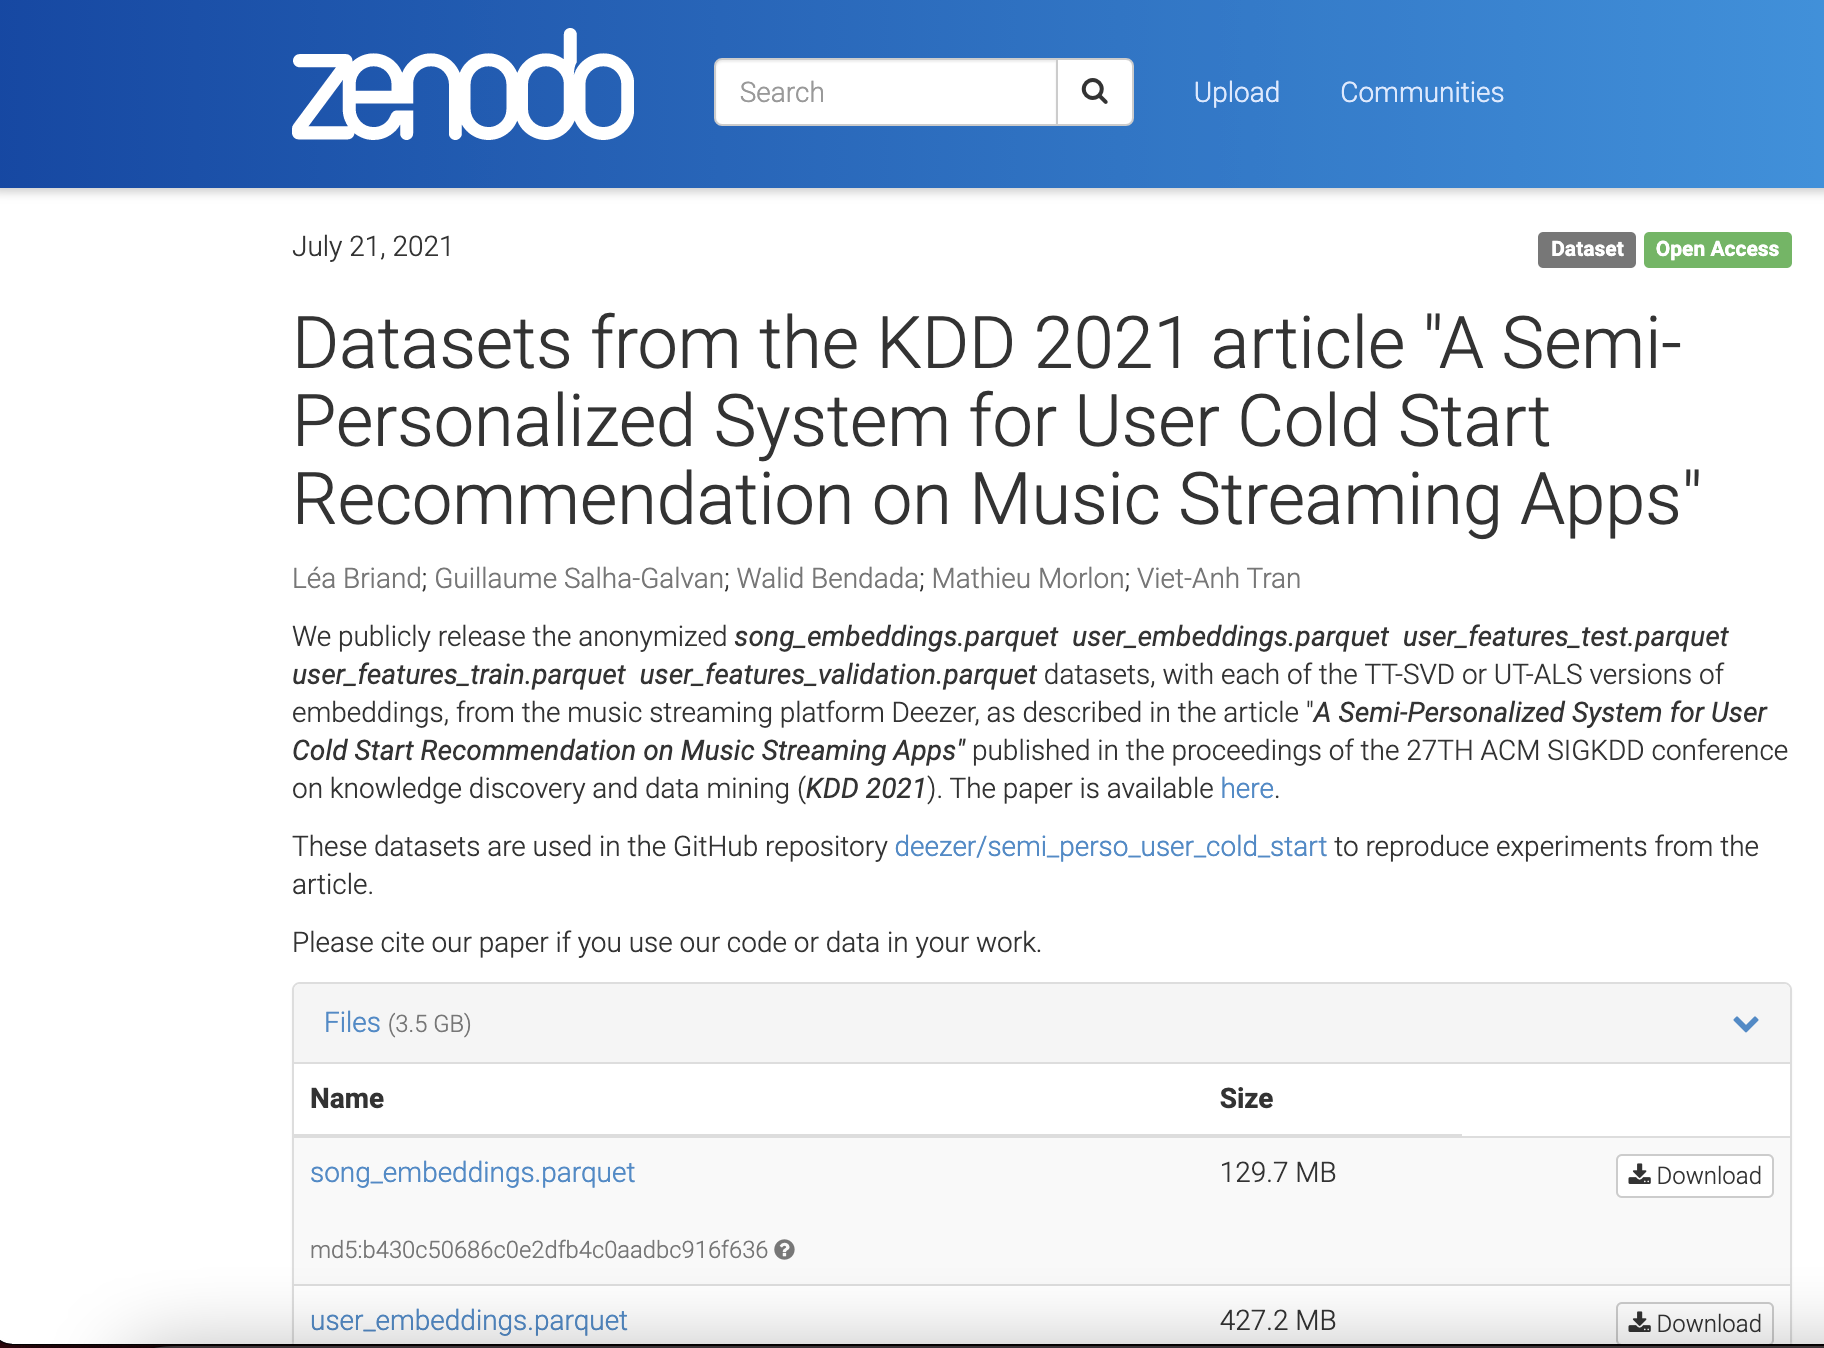 zenodo
Search
Upload
Communities
July 21, 2021
Dataset
Open Access
Datasets from the KDD 2021 article "A Semi-
Personalized System for User Cold Start
Recommendation on Music Streaming Apps"
Léa Briand; Guillaume Salha-Galvan; Walid Bendada; Mathieu Morlon; Viet-Anh Tran
We publicly release the anonymized song_embeddings.parquet user_embeddings.parquet user_features_test.parquet
user_features_train.parquet user_features_validation.parquet datasets, with each of the TT-SVD or UT-ALS versions of
embeddings, from the music streaming platform Deezer, as described in the article "A Semi-Personalized System for User
Cold Start Recommendation on Music Streaming Apps" published in the proceedings of the 27TH ACM SIGKDD conference
on knowledge discovery and data mining (KDD 2021). The paper is available here.
These datasets are used in the GitHub repository deezer/semi_perso_user_cold_start to reproduce experiments from the
article.
Please cite our paper if you use our code or data in your work.
Files (3.5 GB)
Name Size
song_embeddings.parquet 129.7 MB Download
md5:b430c50686c0e2dfb4c0aadbc916f636 ?
user_embeddings.parquet 427.2 MB Download